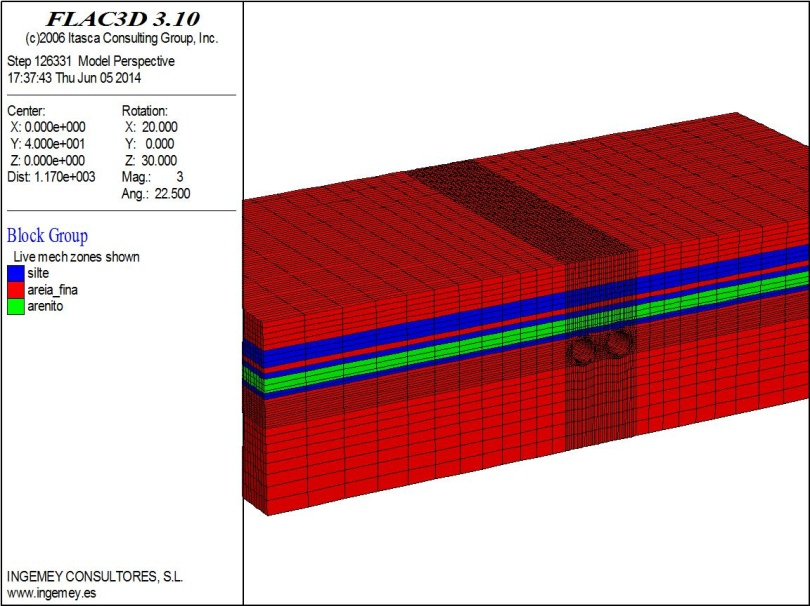 FLAC3D 3.10
(c)2006 Itasca Consulting Group, Inc.
Step 126331 Model Perspective
17:37:43 Thu Jun 05 2014
Center: Rotation:
X: 0.000e+000 X: 20.000
Y: 4.000e+001 Y: 0.000
Z: 0.000e+000 Z: 30.000
Dist: 1.170e+003 Mag.: 3
Ang.: 22.500
Block Group
Live mech zones shown
silte
areia_fina
arenito
INGEMEY CONSULTORES, S.L.
www.ingemey.es